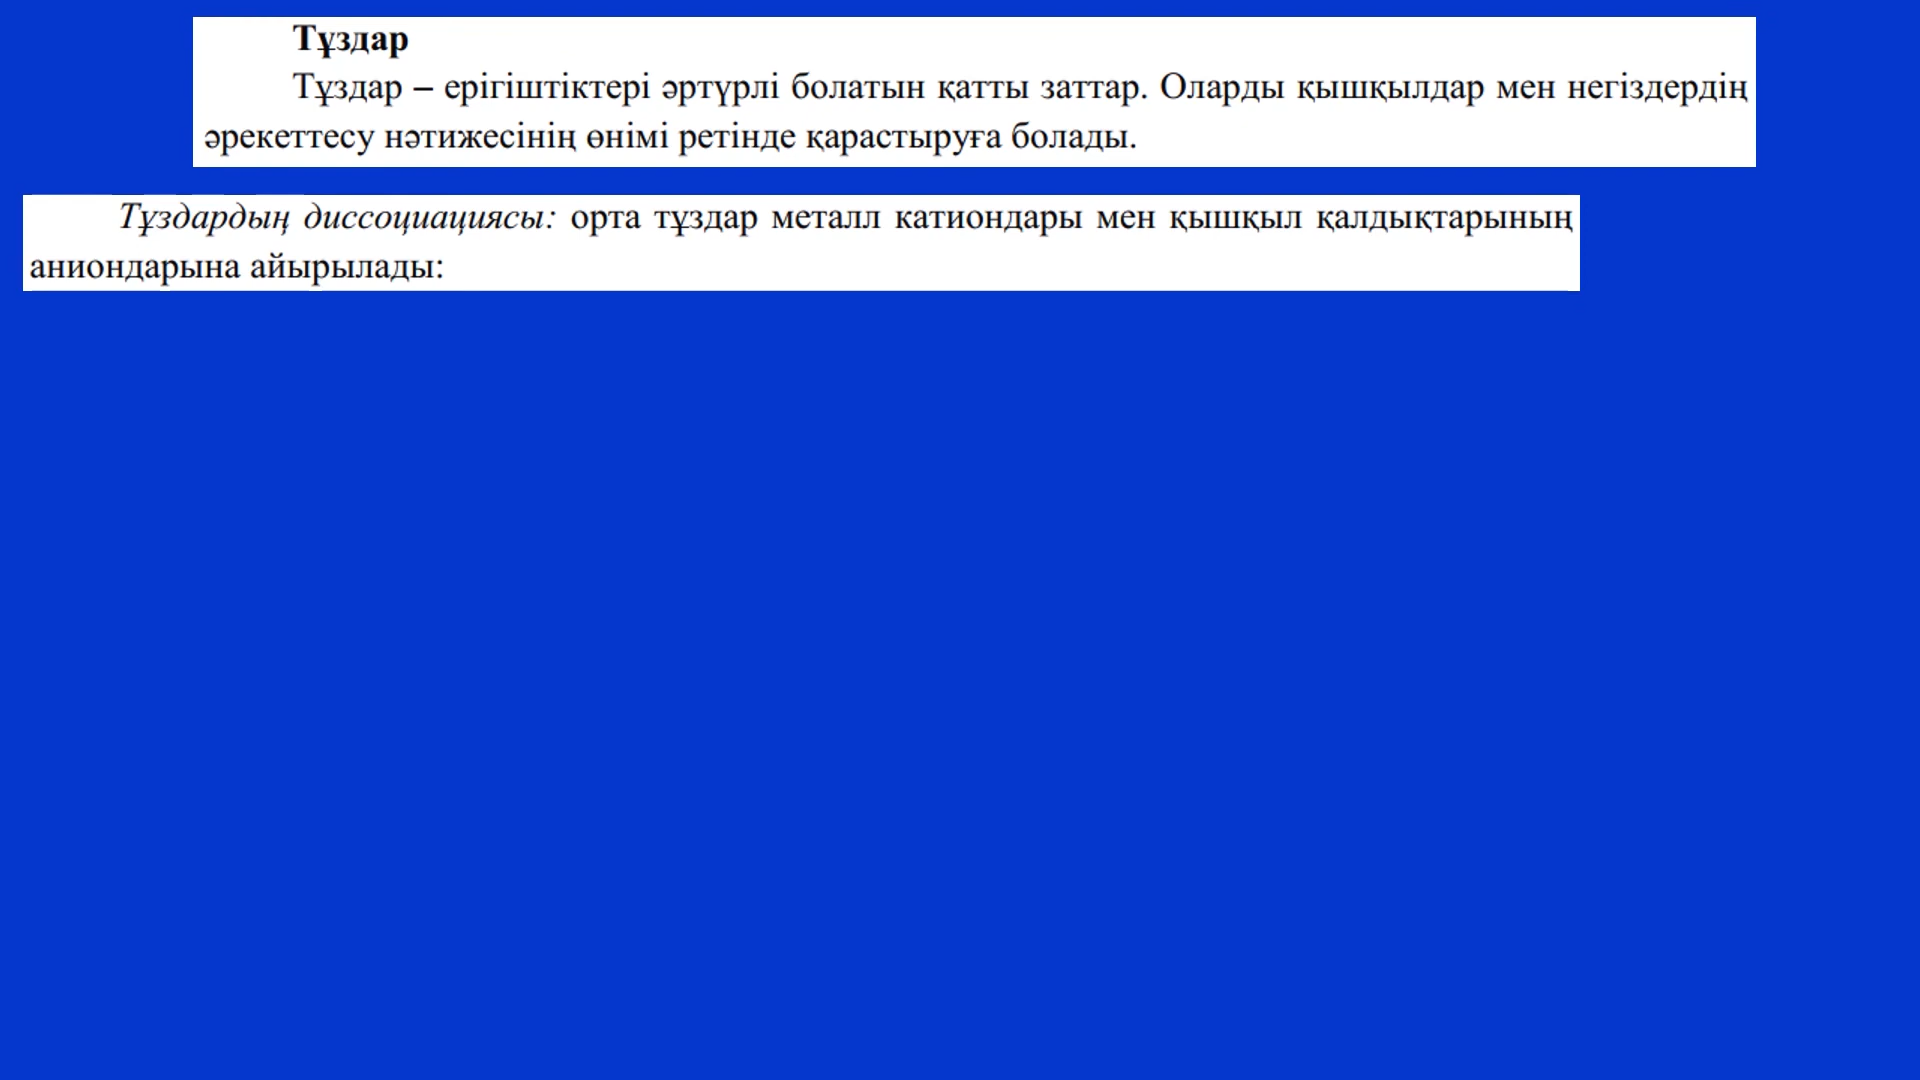 Тұздар
Тұздар – ерігіштіктері әртүрлі болатын қатты заттар. Оларды қышқылдар мен негіздердің
әрекеттесу нәтижесінің өнімі ретінде қарастыруға болады.
Тұздардың диссоциациясы: орта тұздар металл катиондары мен қышқыл қалдықтарының
аниондарына айырылады: